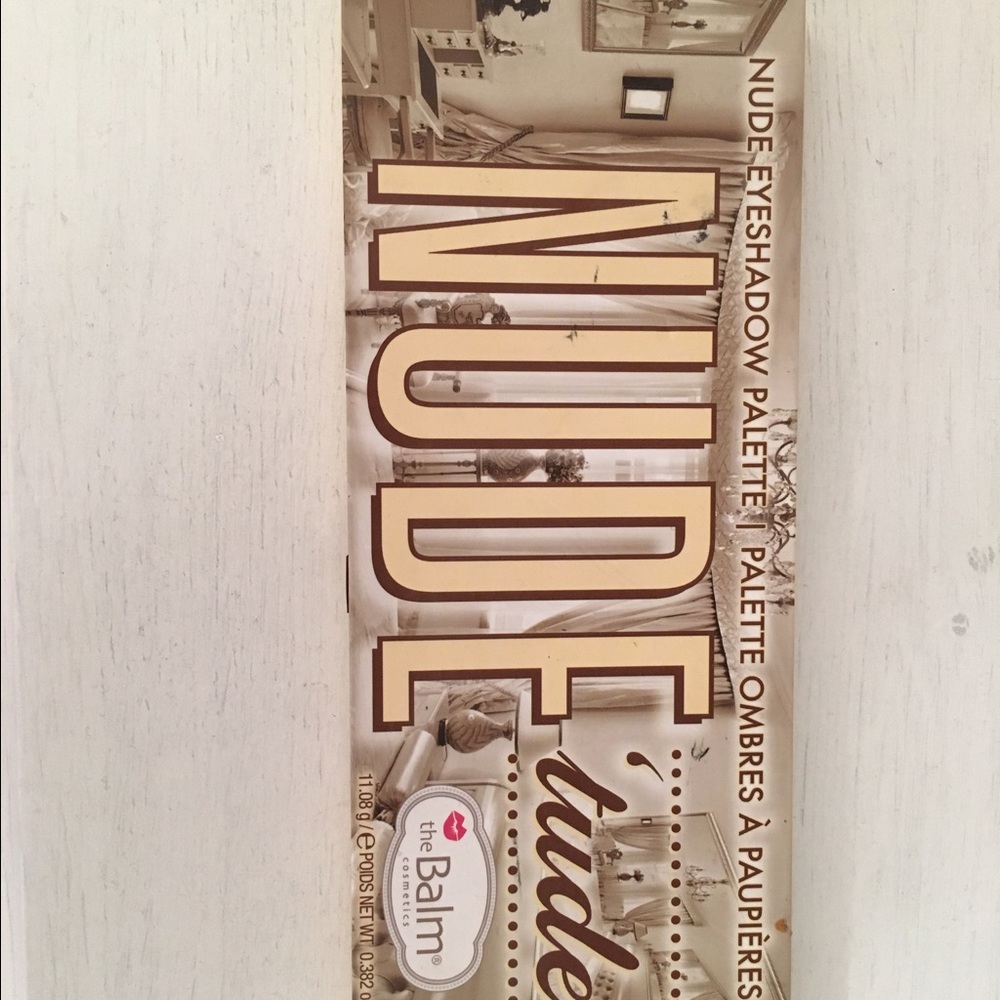 NUDE EYESHADOW PALETTE | PALETTE OMBRES À PAUPIÈRES
NUDE
'tude
the Balm®
cosmetics
11.08 g / ℮ POIDS NET WT 0.382 o